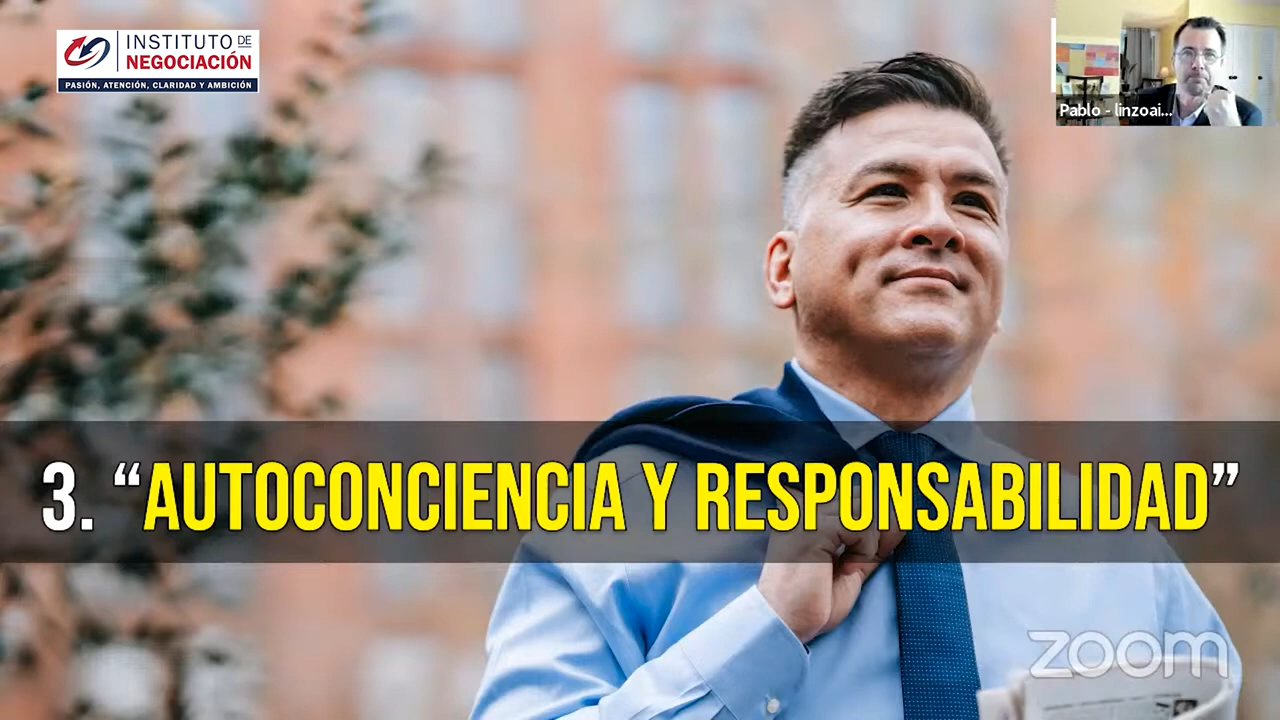 INSTITUTO DE
NEGOCIACIÓN
PASIÓN, ATENCIÓN, CLARIDAD Y AMBICIÓN
Pablo - linzoai...
3. “AUTOCONCIENCIA Y RESPONSABILIDAD”
zoom